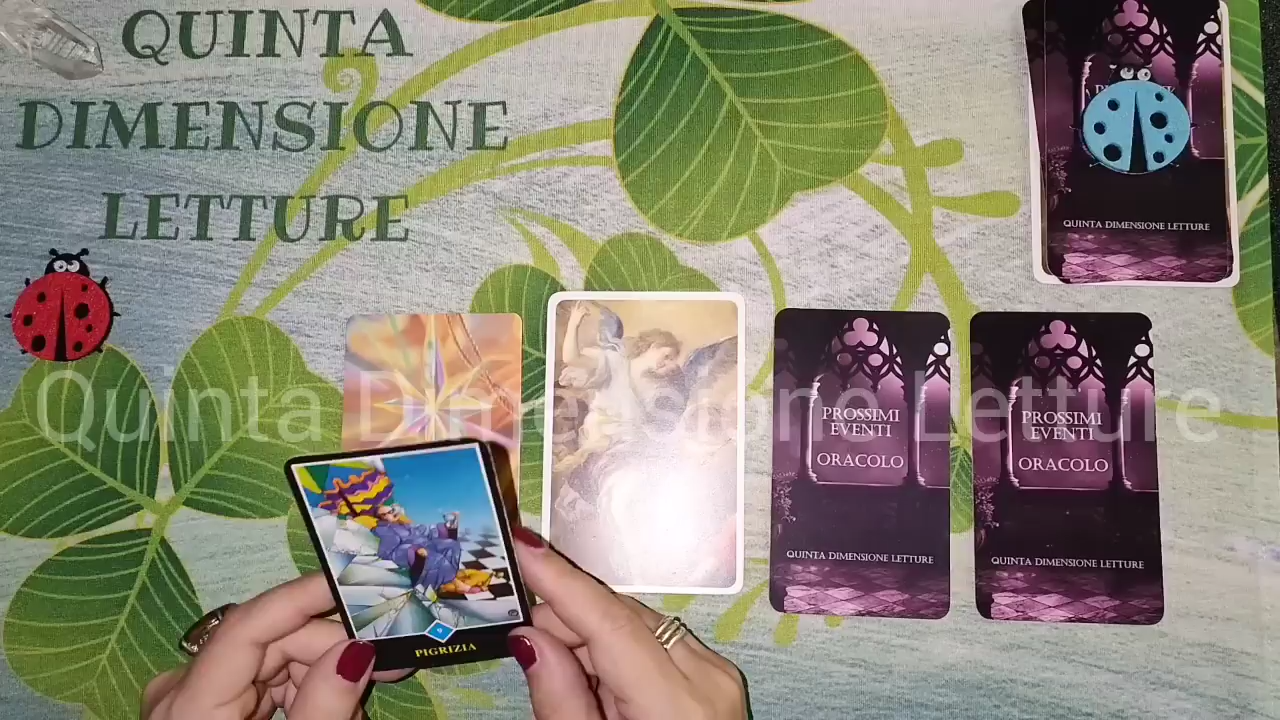 QUINTA
DIMENSIONE
LETTURE
QUINTA DIMENSIONE LETTURE
Quinta Dimensione Letture
PROSSIMI
EVENTI
ORACOLO
QUINTA DIMENSIONE LETTURE
PROSSIMI
EVENTI
ORACOLO
QUINTA DIMENSIONE LETTURE
PIGRIZIA